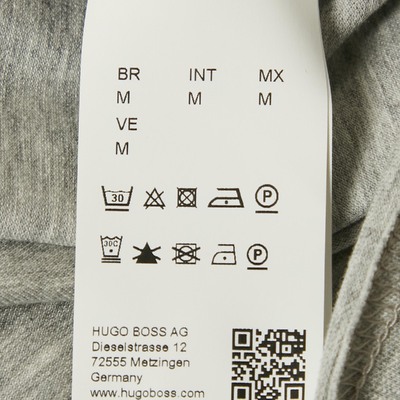 BR INT MX
M M M
VE
M
30 P
30C P
HUGO BOSS AG
Dieselstrasse 12
72555 Metzingen
Germany
www.hugoboss.com